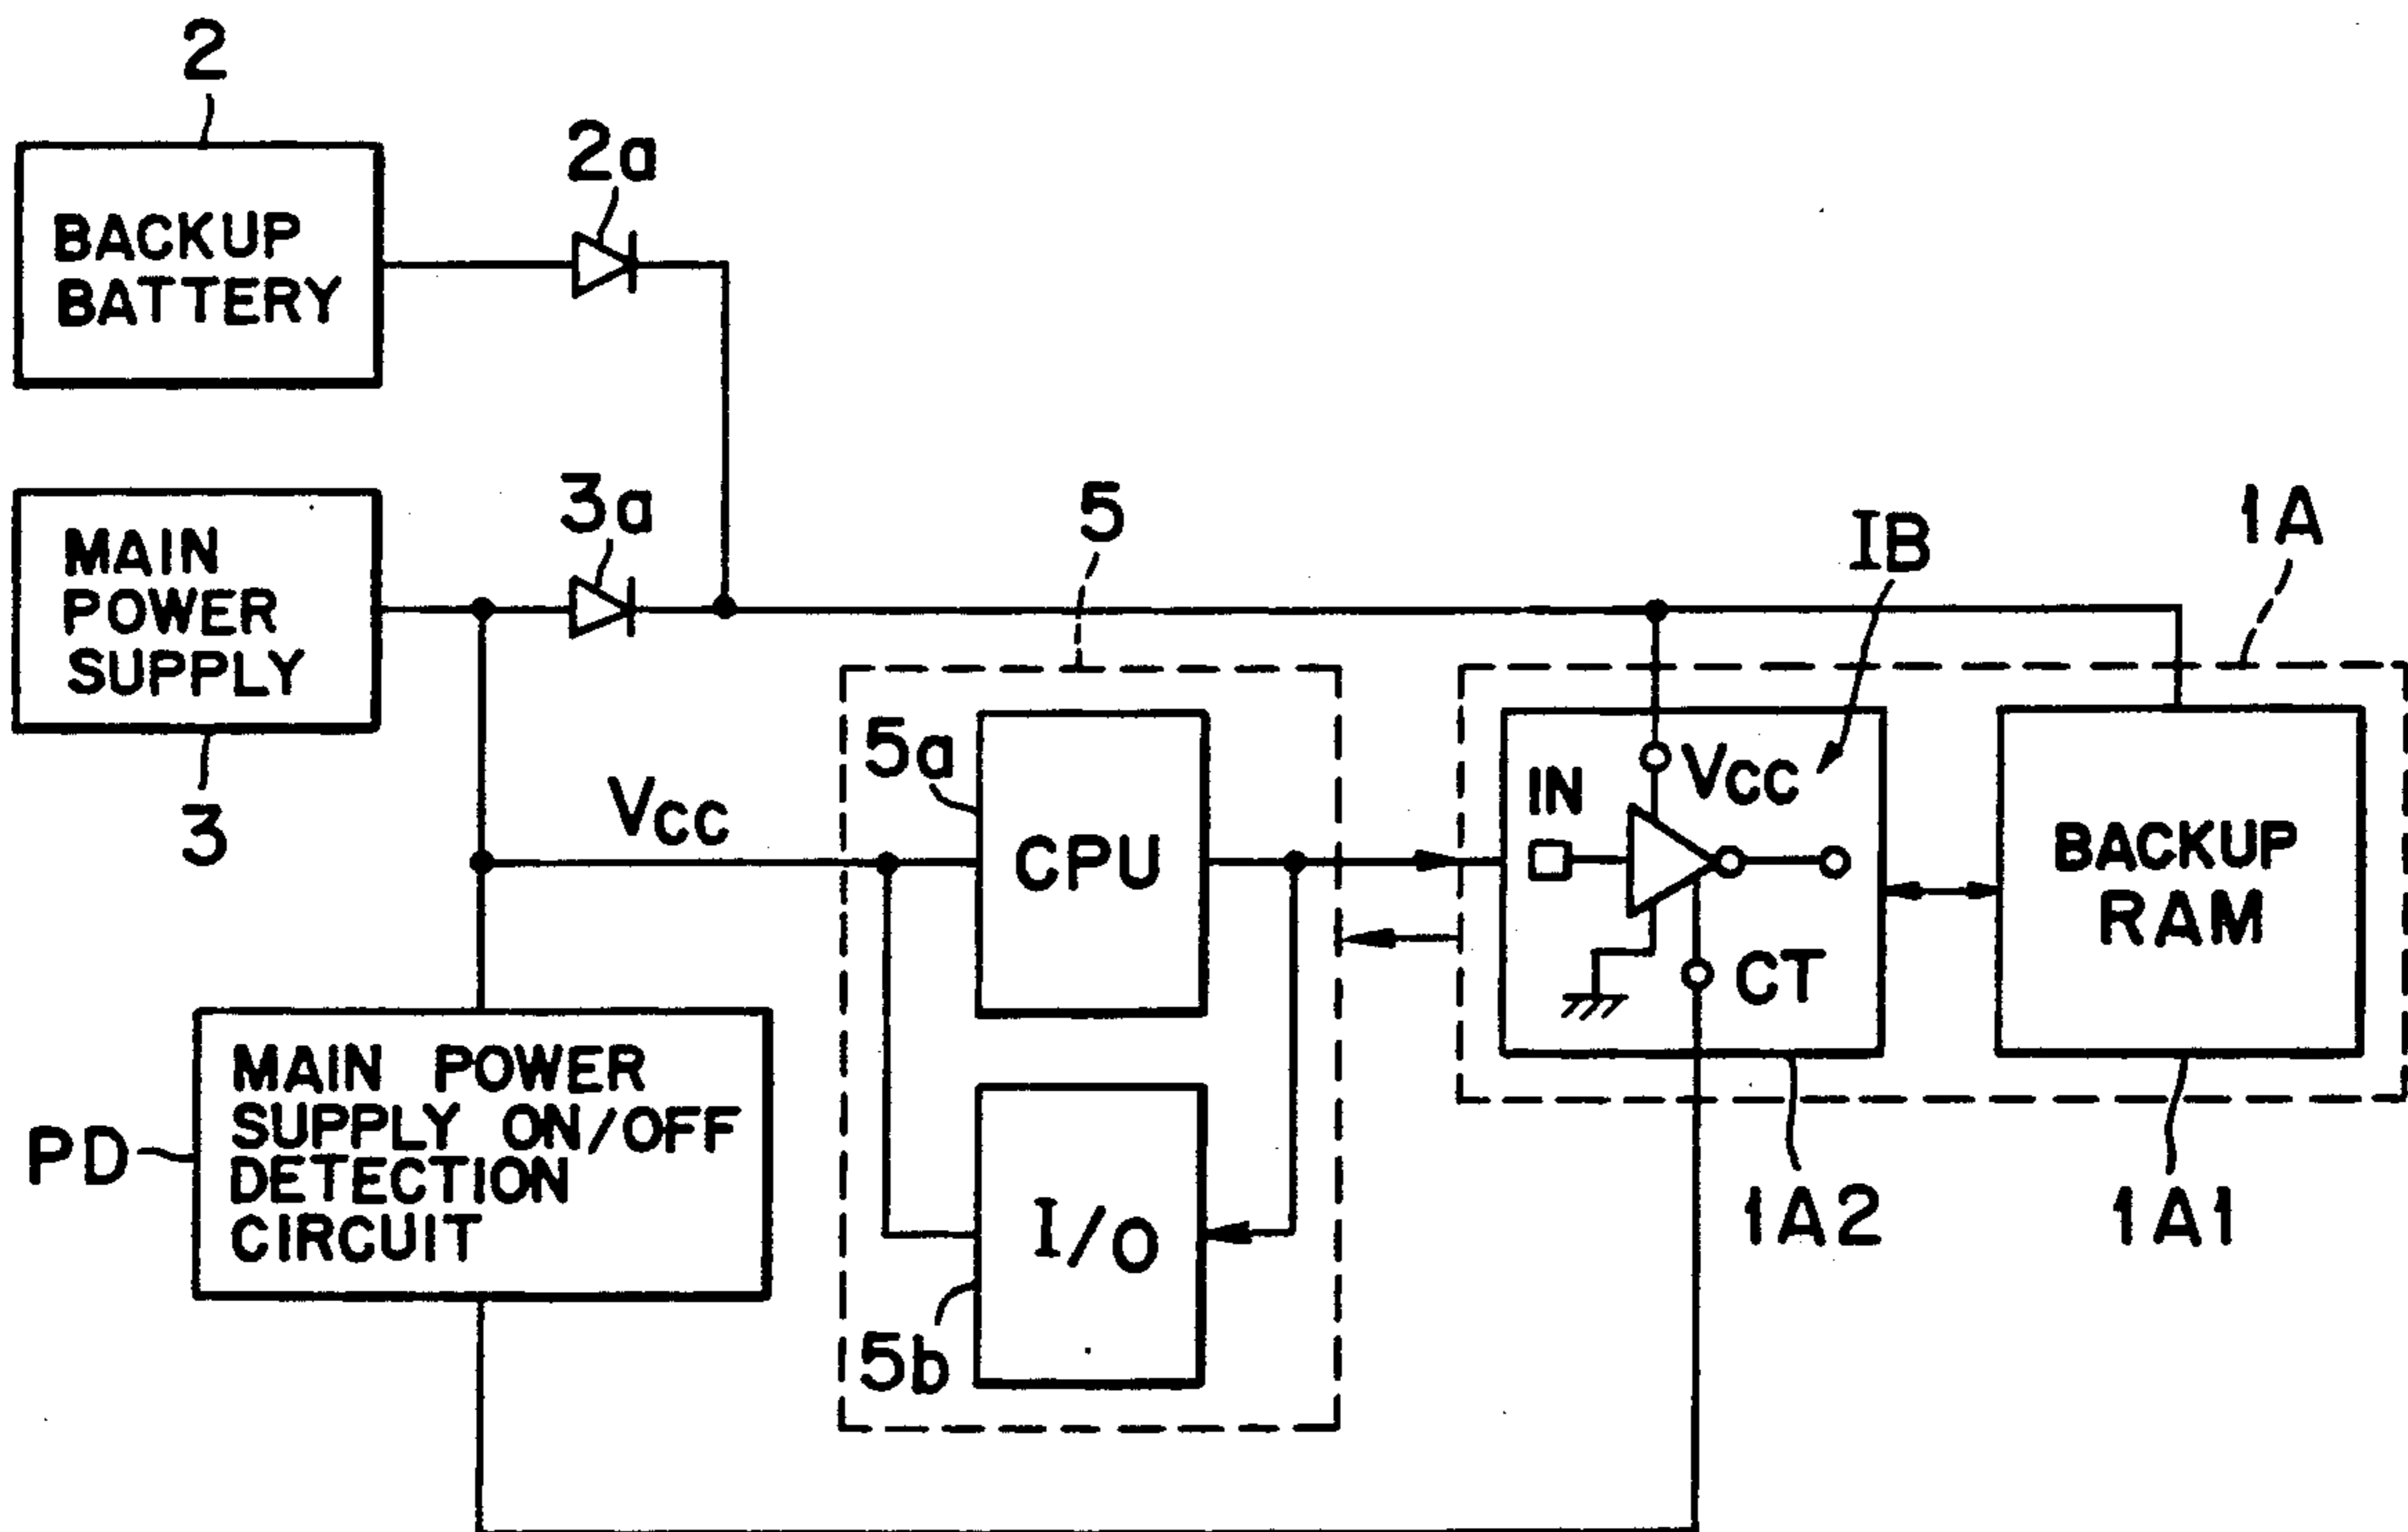 2
BACKUP
BATTERY
2a
MAIN
POWER
SUPPLY
3
3a
5
IB
1A
VCC
5a
CPU
IN
VCC
CT
BACKUP
RAM
PD
MAIN POWER
SUPPLY ON/OFF
DETECTION
CIRCUIT
I/O
5b
1A2
1A1